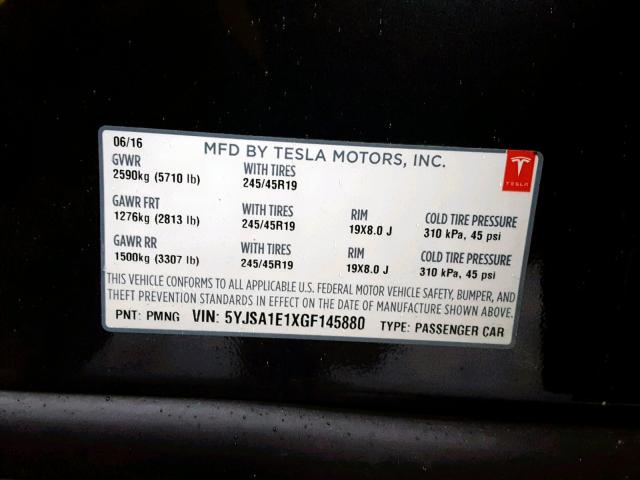 06/16 MFD BY TESLA MOTORS, INC.
TESLA
GVWR WITH TIRES
2590kg (5710 lb) 245/45R19
GAWR FRT WITH TIRES RIM COLD TIRE PRESSURE
1276kg (2813 lb) 245/45R19 19X8.0 J 310 kPa, 45 psi
GAWR RR WITH TIRES RIM COLD TIRE PRESSURE
1500kg (3307 lb) 245/45R19 19X8.0 J 310 kPa, 45 psi
THIS VEHICLE CONFORMS TO ALL APPLICABLE U.S. FEDERAL MOTOR VEHICLE SAFETY, BUMPER, AND
THEFT PREVENTION STANDARDS IN EFFECT ON THE DATE OF MANUFACTURE SHOWN ABOVE.
PNT: PMNG VIN: 5YJSA1E1XGF145880 TYPE: PASSENGER CAR